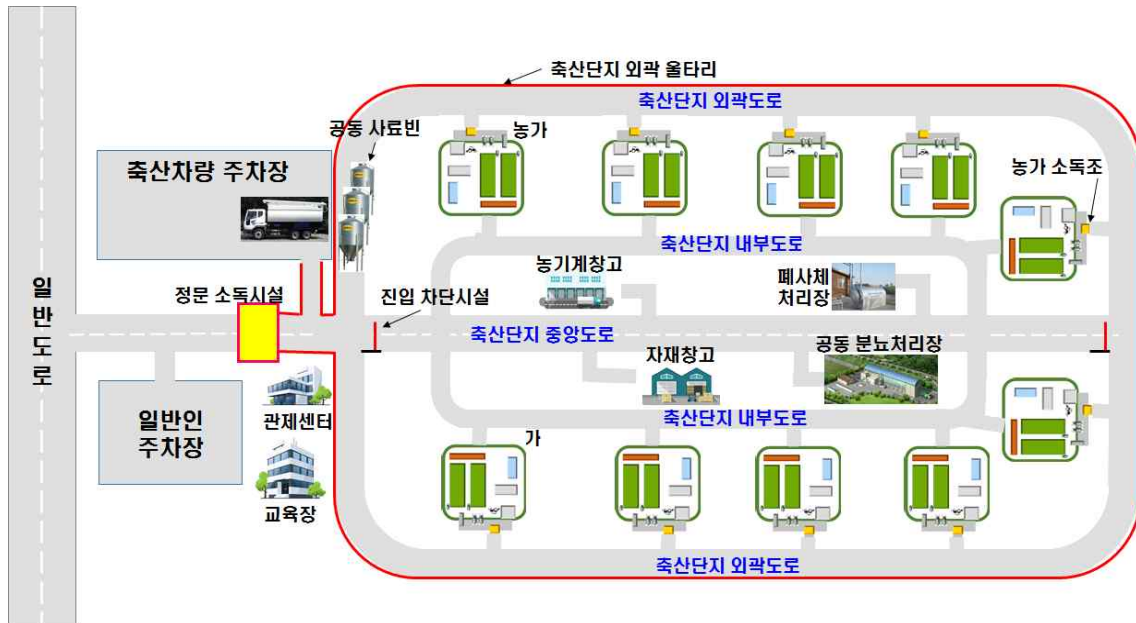 축산단지 외곽 울타리
축산단지 외곽도로
공동 사료빈
농가
축산차량 주차장
농가 소독조
축산단지 내부도로
농기계창고
폐사체
처리장
정문 소독시설
진입 차단시설
일반도로
축산단지 중앙도로
자재창고
공동 분뇨처리장
관제센터
일반인
주차장
축산단지 내부도로
가
교육장
축산단지 외곽도로